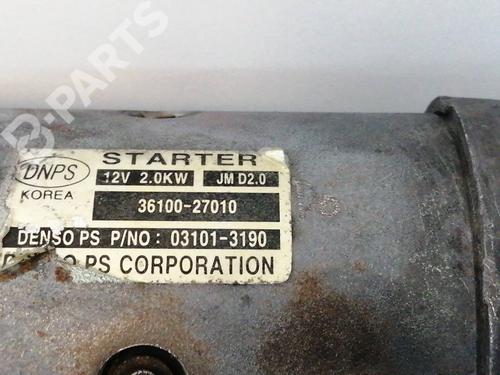 B-PARTS
STARTER
DNPS
KOREA
12V 2.0KW JM D2.0
36100-27010
DENSO PS P/NO : 03101-3190
PS CORPORATION